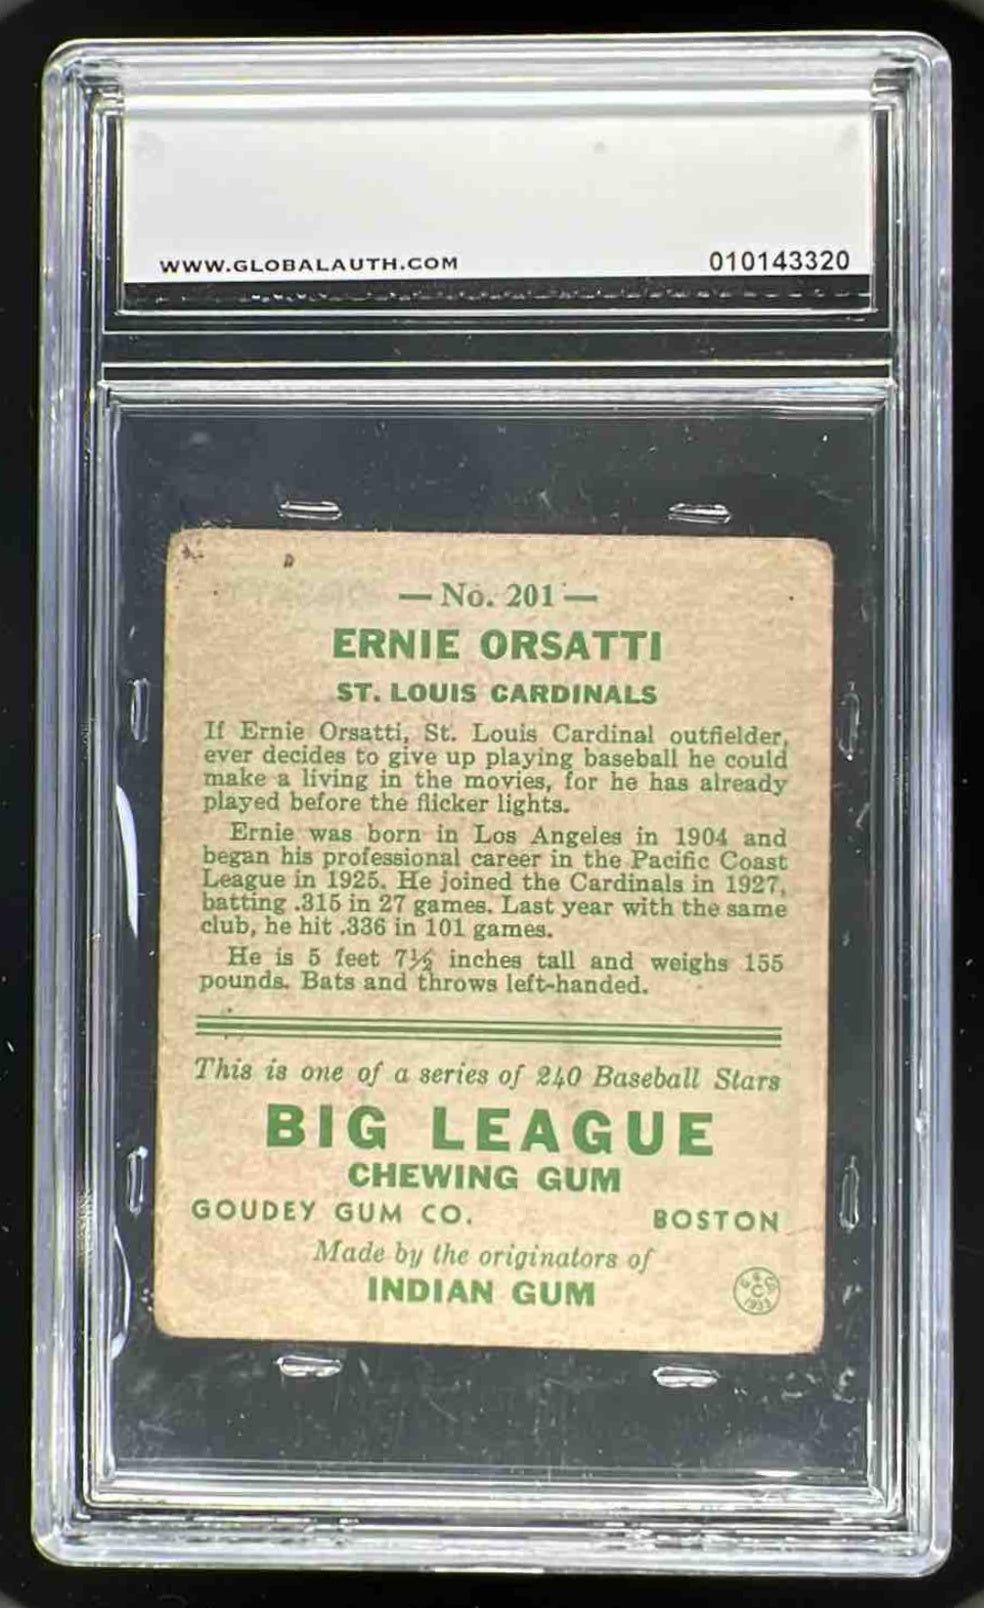 WWW.GLOBALAUTH.COM 010143320
— No. 201 —
ERNIE ORSATTI
ST. LOUIS CARDINALS
If Ernie Orsatti, St. Louis Cardinal outfielder,
ever decides to give up playing baseball he could
make a living in the movies, for he has already
played before the flicker lights.
Ernie was born in Los Angeles in 1904 and
began his professional career in the Pacific Coast
League in 1925. He joined the Cardinals in 1927,
batting .315 in 27 games. Last year with the same
club, he hit .336 in 101 games.
He is 5 feet 7½ inches tall and weighs 155
pounds. Bats and throws left-handed.
This is one of a series of 240 Baseball Stars
BIG LEAGUE
CHEWING GUM
GOUDEY GUM CO. BOSTON
Made by the originators of
INDIAN GUM
G. G. Co.
C
1933